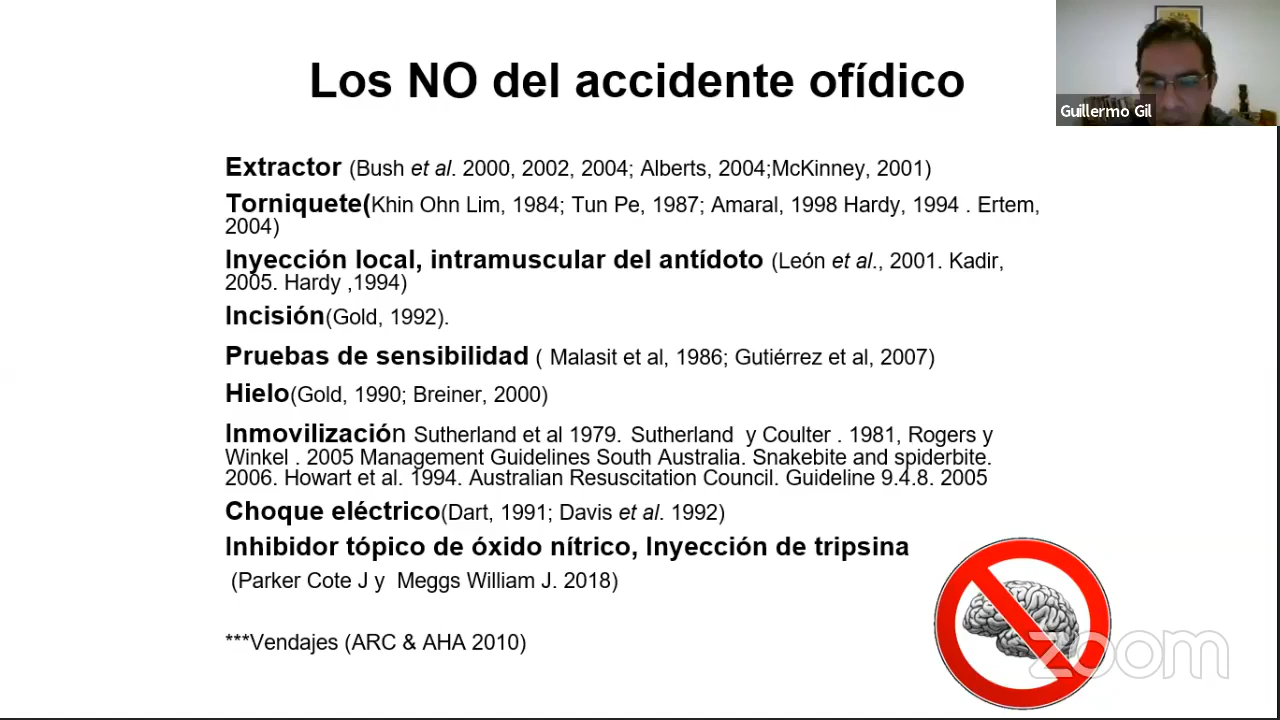 Los NO del accidente ofídico
Guillermo Gil
Extractor (Bush et al. 2000, 2002, 2004; Alberts, 2004;McKinney, 2001)
Torniquete(Khin Ohn Lim, 1984; Tun Pe, 1987; Amaral, 1998 Hardy, 1994 . Ertem,
2004)
Inyección local, intramuscular del antídoto (León et al., 2001. Kadir,
2005. Hardy ,1994)
Incisión(Gold, 1992).
Pruebas de sensibilidad ( Malasit et al, 1986; Gutiérrez et al, 2007)
Hielo(Gold, 1990; Breiner, 2000)
Inmovilización Sutherland et al 1979. Sutherland y Coulter . 1981, Rogers y
Winkel . 2005 Management Guidelines South Australia. Snakebite and spiderbite.
2006. Howart et al. 1994. Australian Resuscitation Council. Guideline 9.4.8. 2005
Choque eléctrico(Dart, 1991; Davis et al. 1992)
Inhibidor tópico de óxido nítrico, Inyección de tripsina
(Parker Cote J y Meggs William J. 2018)
***Vendajes (ARC & AHA 2010)
zoom